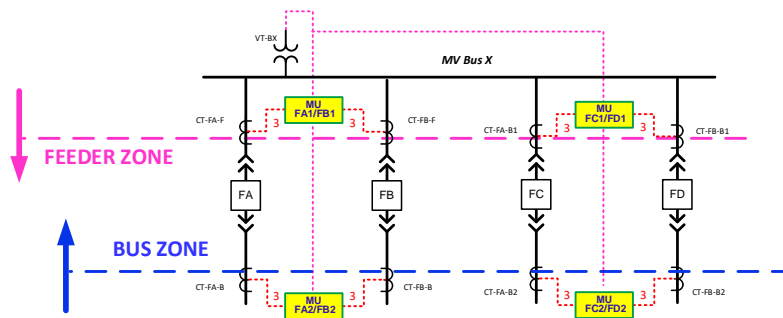 VT-BX
MV Bus X
MU
FA1/FB1
MU
FC1/FD1
CT-FA-F
3
3
CT-FB-F
CT-FA-B1
3
3
CT-FB-B1
FEEDER ZONE
FA
FB
FC
FD
BUS ZONE
CT-FA-B
3
3
CT-FB-B
CT-FA-B2
3
3
CT-FB-B2
MU
FA2/FB2
MU
FC2/FD2